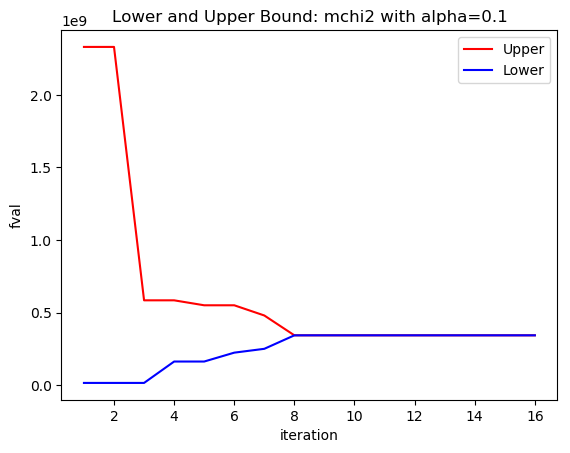 Lower and Upper Bound: mchi2 with alpha=0.1
1e9
Upper
Lower
2.0
1.5
1.0
0.5
0.0
fval
2 4 6 8 10 12 14 16
iteration